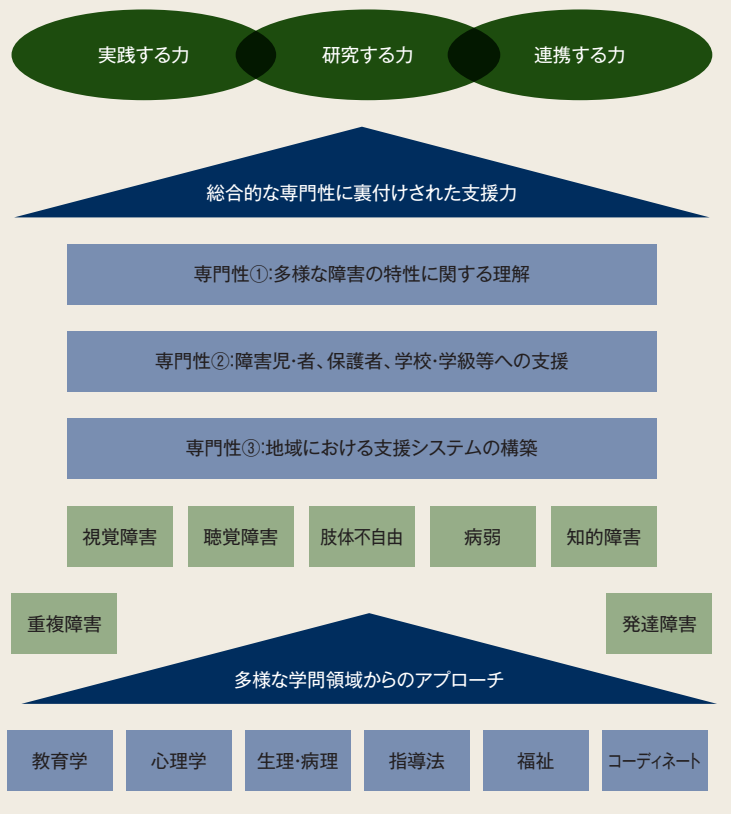 実践する力
研究する力
連携する力
総合的な専門性に裏付けされた支援力
専門性①:多様な障害の特性に関する理解
専門性②:障害児・者、保護者、学校・学級等への支援
専門性③:地域における支援システムの構築
視覚障害
聴覚障害
肢体不自由
病弱
知的障害
重複障害
発達障害
多様な学問領域からのアプローチ
教育学
心理学
生理・病理
指導法
福祉
コーディネート